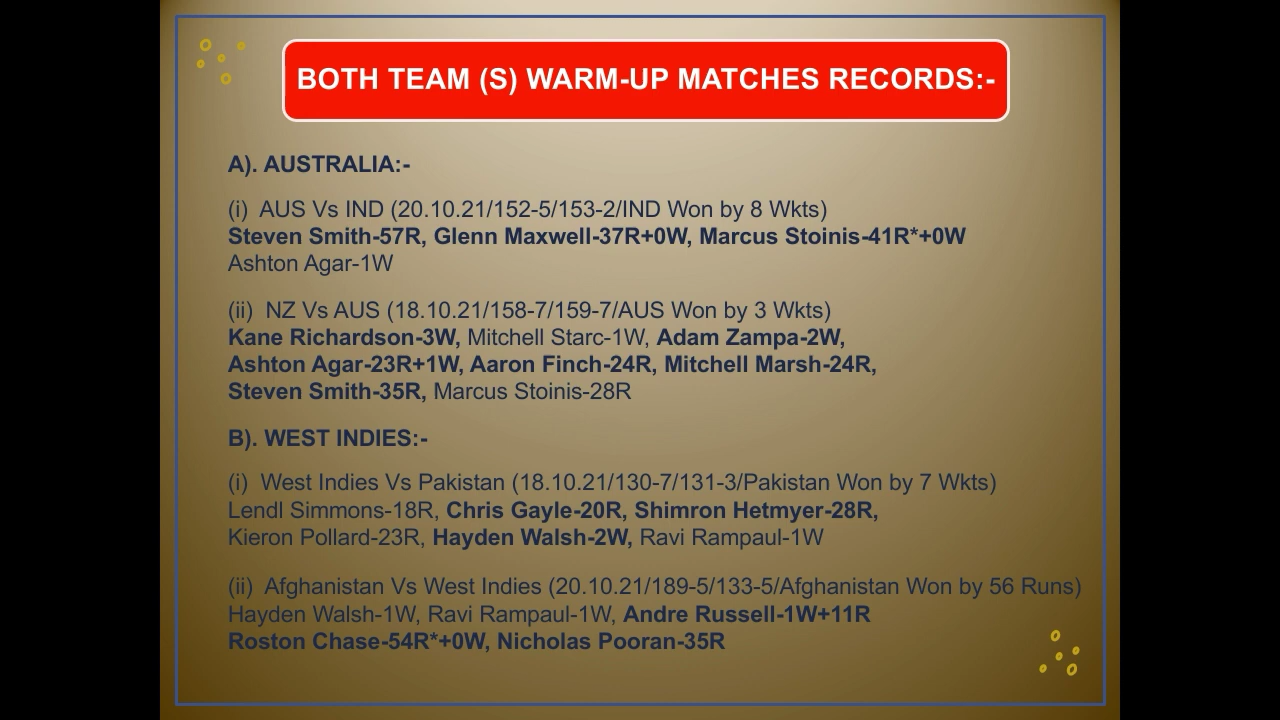 BOTH TEAM (S) WARM-UP MATCHES RECORDS:-
A). AUSTRALIA:-
(i)  AUS Vs IND (20.10.21/152-5/153-2/IND Won by 8 Wkts)
Steven Smith-57R, Glenn Maxwell-37R+0W, Marcus Stoinis-41R*+0W
Ashton Agar-1W
(ii)  NZ Vs AUS (18.10.21/158-7/159-7/AUS Won by 3 Wkts)
Kane Richardson-3W, Mitchell Starc-1W, Adam Zampa-2W,
Ashton Agar-23R+1W, Aaron Finch-24R, Mitchell Marsh-24R,
Steven Smith-35R, Marcus Stoinis-28R
B). WEST INDIES:-
(i)  West Indies Vs Pakistan (18.10.21/130-7/131-3/Pakistan Won by 7 Wkts)
Lendl Simmons-18R, Chris Gayle-20R, Shimron Hetmyer-28R,
Kieron Pollard-23R, Hayden Walsh-2W, Ravi Rampaul-1W
(ii)  Afghanistan Vs West Indies (20.10.21/189-5/133-5/Afghanistan Won by 56 Runs)
Hayden Walsh-1W, Ravi Rampaul-1W, Andre Russell-1W+11R
Roston Chase-54R*+0W, Nicholas Pooran-35R